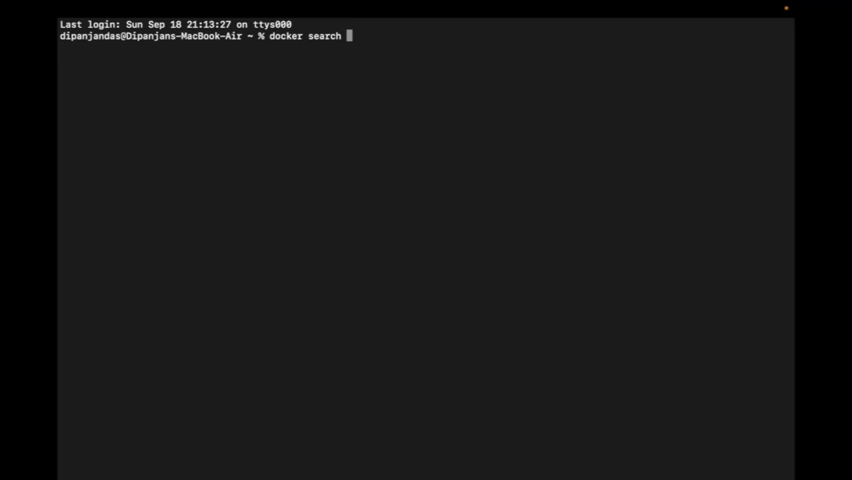 Last login: Sun Sep 18 21:13:27 on ttys000
dipanjandas@Dipanjans-MacBook-Air ~ % docker search